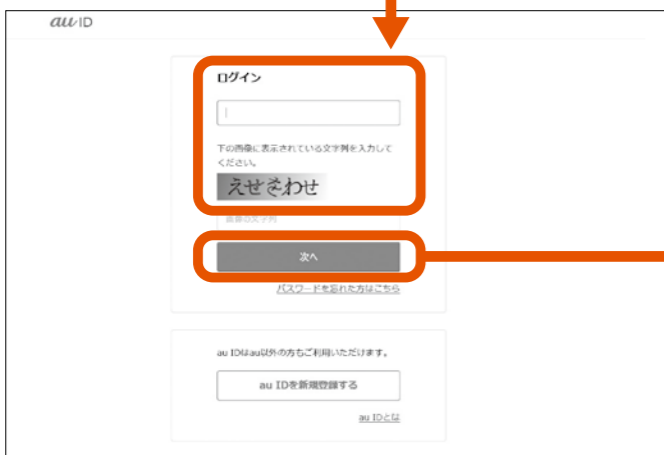 au ID
ログイン
下の画像に表示されている文字列を入力して
ください。
えせきわせ
画像の文字列
次へ
パスワードを忘れた方はこちら
au IDはau以外の方もご利用いただけます。
au IDを新規登録する
au IDとは